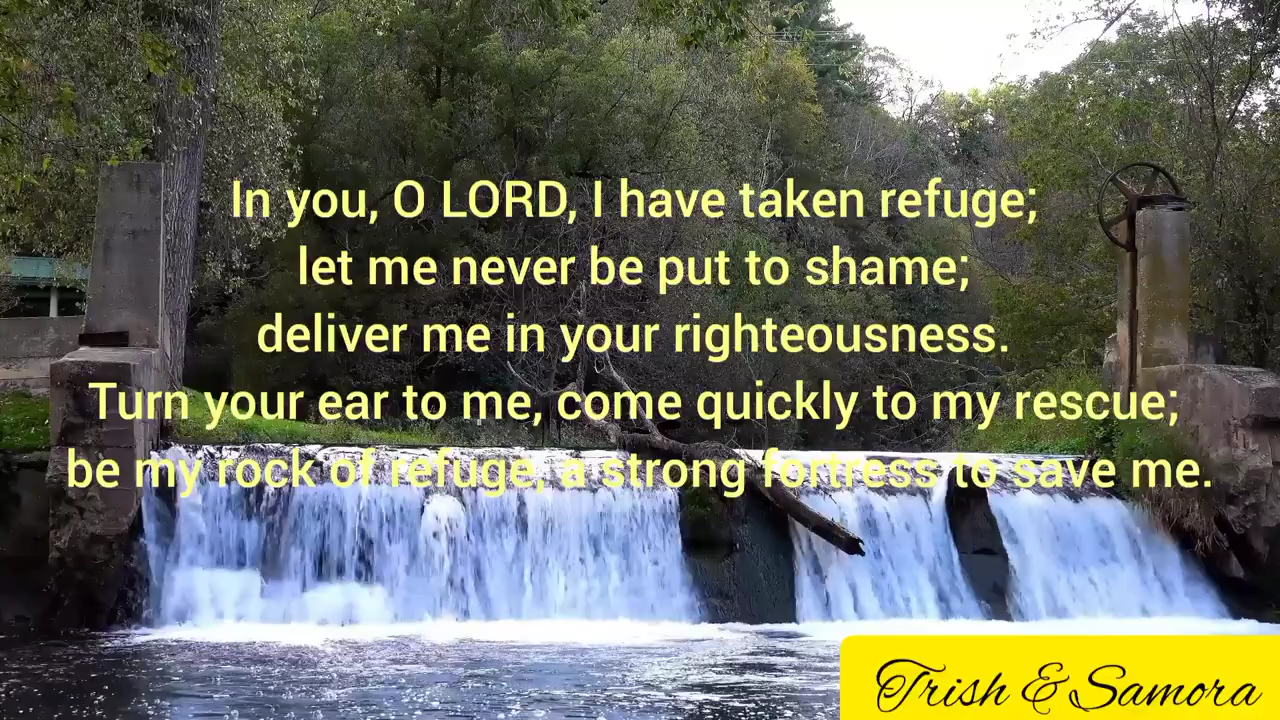 In you, O LORD, I have taken refuge;
let me never be put to shame;
deliver me in your righteousness.
Turn your ear to me, come quickly to my rescue;
be my rock of refuge, a strong fortress to save me.
Trish & Samora